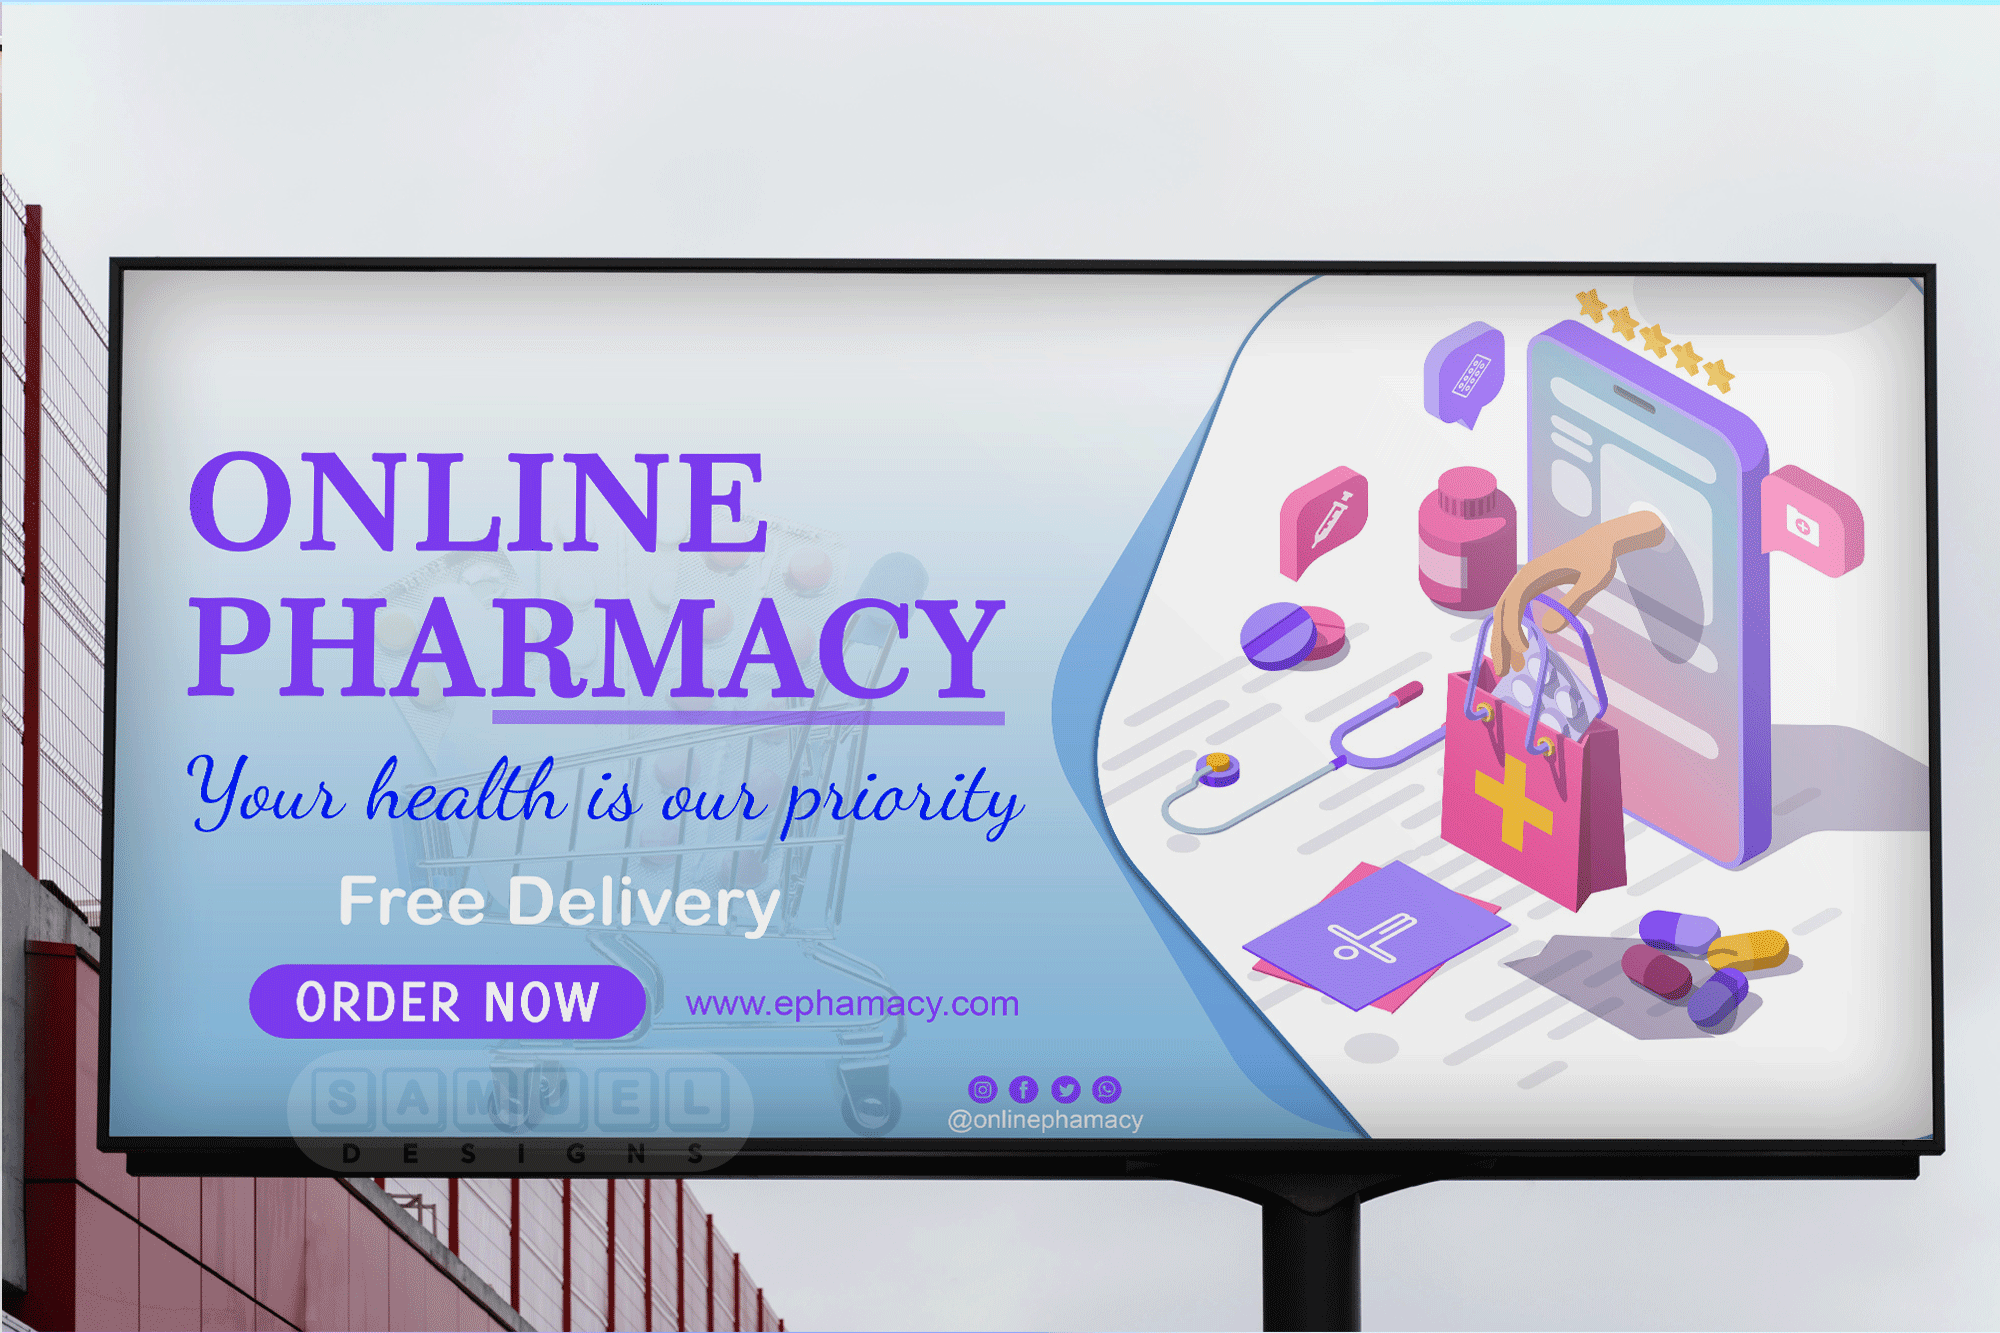 ONLINE
PHARMACY
Your health is our priority
Free Delivery
ORDER NOW
www.ephamacy.com
@onlinephamacy
SAMUEL
DESIGNS